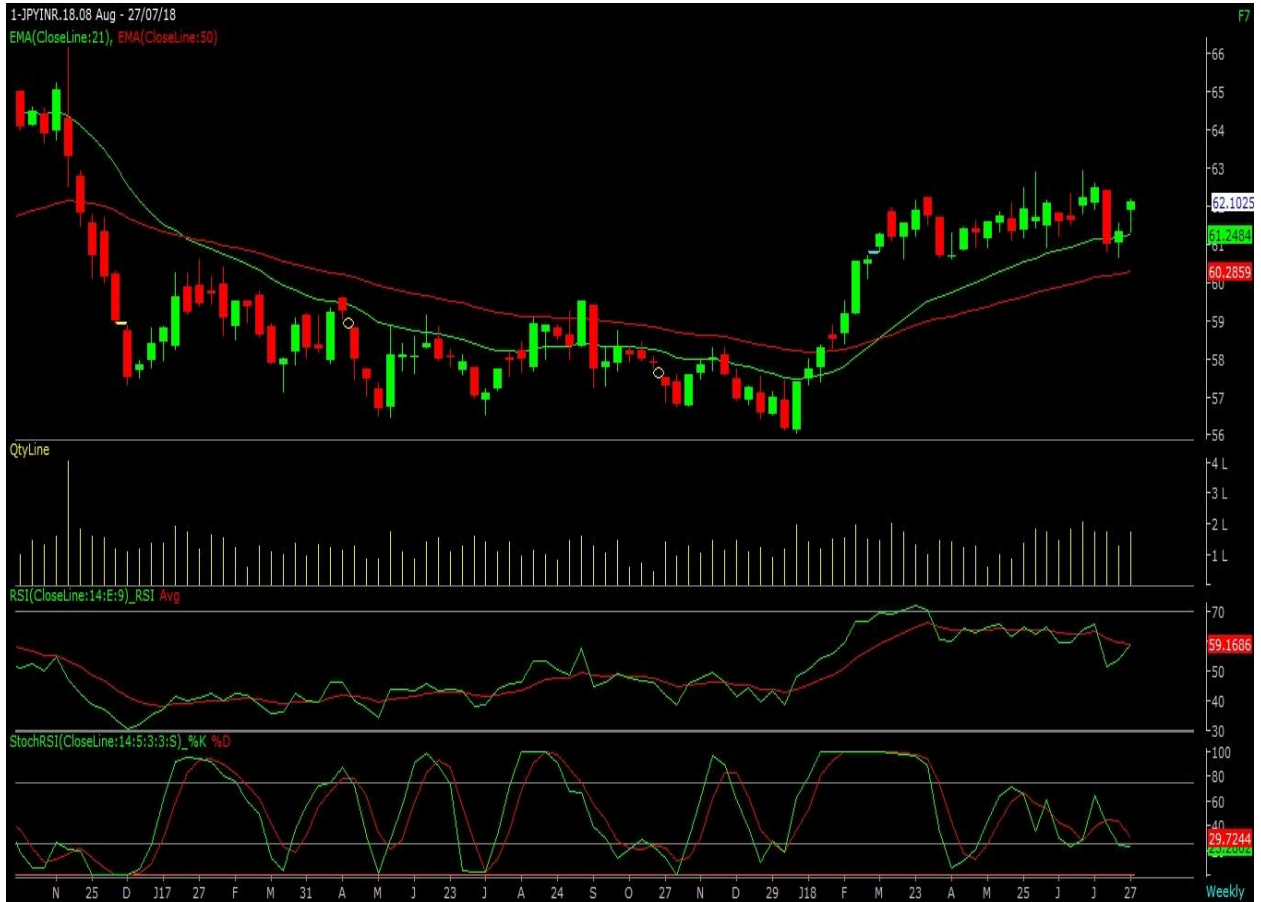 1-JPYINR.18.08 Aug - 27/07/18 F7
EMA(CloseLine:21), EMA(CloseLine:50)
66
65
64
63
62.1025
61.2484
61
60.2859
60
59
58
57
56
QtyLine
4 L
3 L
2 L
1 L
RSI(CloseLine:14:E:9)_RSI Avg
70
59.1686
50
40
30
StochRSI(CloseLine:14:5:3:3:S)_%K %D
100
80
60
40
29.7244
N 25 D J17 27 F M 31 A M J 23 J A 24 S O 27 N D 29 J18 F M 23 A M 25 J J 27 Weekly